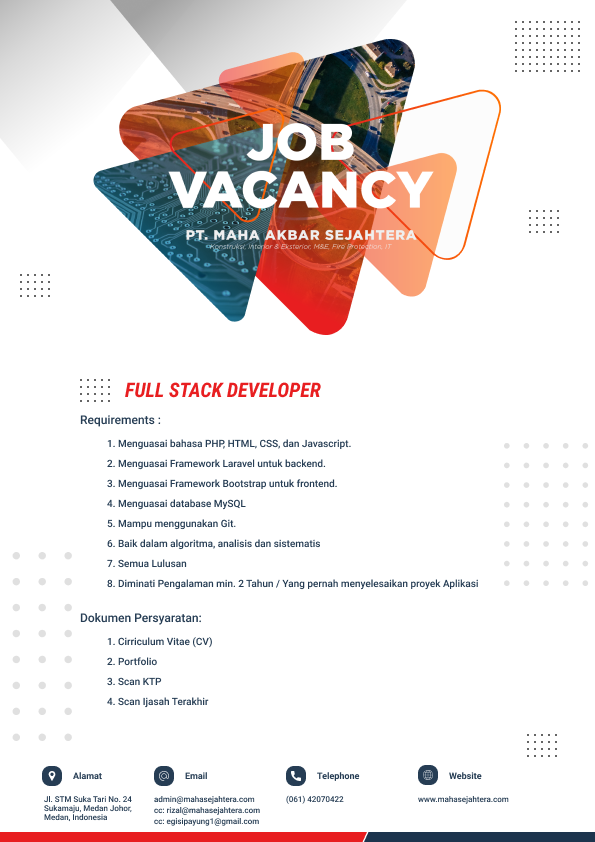 JOB
VACANCY
PT. MAHA AKBAR SEJAHTERA
Konstruksi, Interior & Eksterior, M&E, Fire Protection, IT
FULL STACK DEVELOPER
Requirements :
1. Menguasai bahasa PHP, HTML, CSS, dan Javascript.
2. Menguasai Framework Laravel untuk backend.
3. Menguasai Framework Bootstrap untuk frontend.
4. Menguasai database MySQL
5. Mampu menggunakan Git.
6. Baik dalam algoritma, analisis dan sistematis
7. Semua Lulusan
8. Diminati Pengalaman min. 2 Tahun / Yang pernah menyelesaikan proyek Aplikasi
Dokumen Persyaratan:
1. Cirriculum Vitae (CV)
2. Portfolio
3. Scan KTP
4. Scan Ijasah Terakhir
Alamat
Jl. STM Suka Tari No. 24
Sukamaju, Medan Johor,
Medan, Indonesia
Email
admin@mahasejahtera.com
cc: rizal@mahasejahtera.com
cc: egisipayung1@gmail.com
Telephone
(061) 42070422
Website
www.mahasejahtera.com